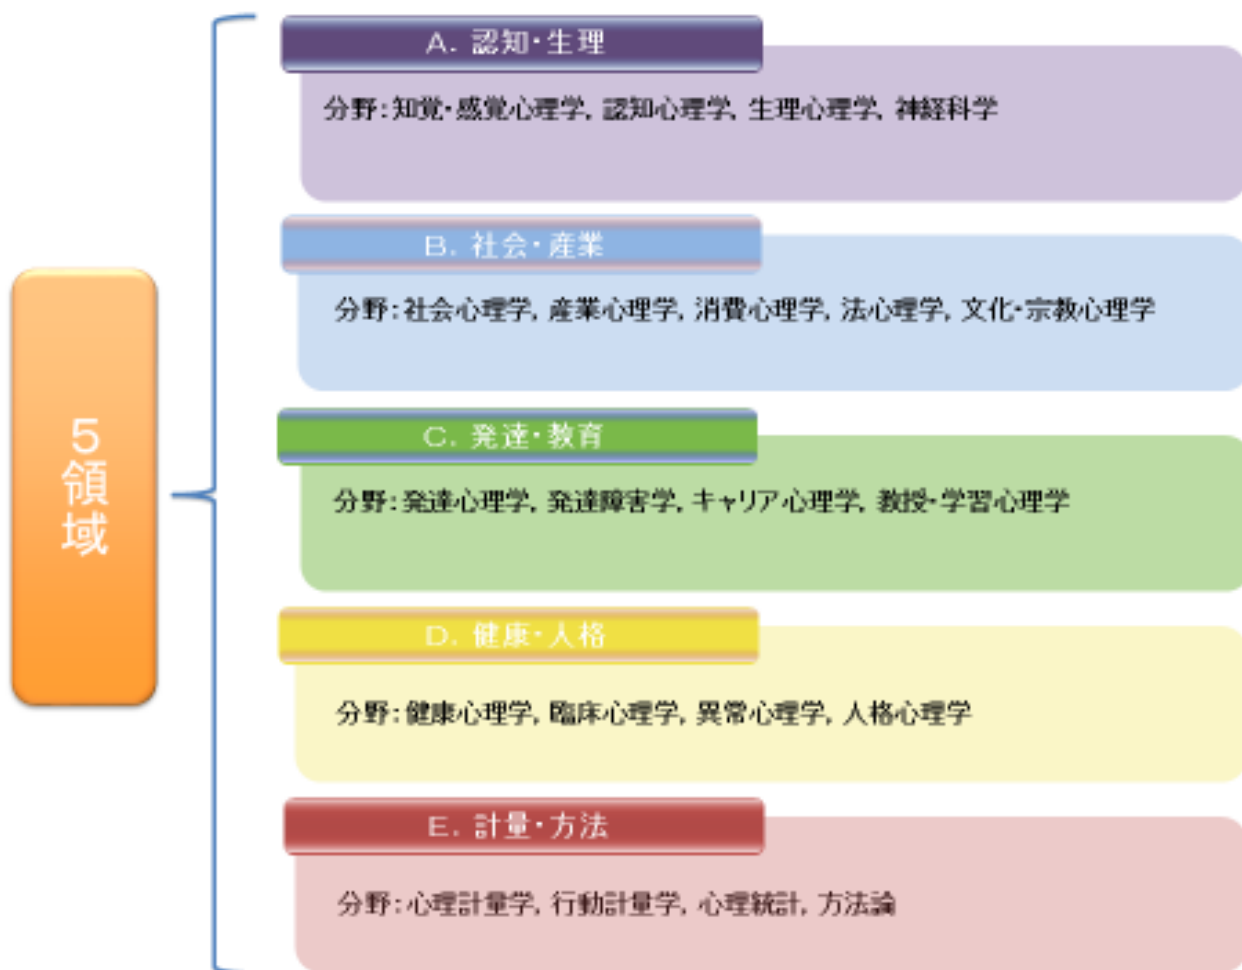 5領域
A. 認知・生理
分野：知覚・感覚心理学, 認知心理学, 生理心理学, 神経科学
B. 社会・産業
分野：社会心理学, 産業心理学, 消費心理学, 法心理学, 文化・宗教心理学
C. 発達・教育
分野：発達心理学, 発達障害学, キャリア心理学, 教授・学習心理学
D. 健康・人格
分野：健康心理学, 臨床心理学, 異常心理学, 人格心理学
E. 計量・方法
分野：心理計量学, 行動計量学, 心理統計, 方法論